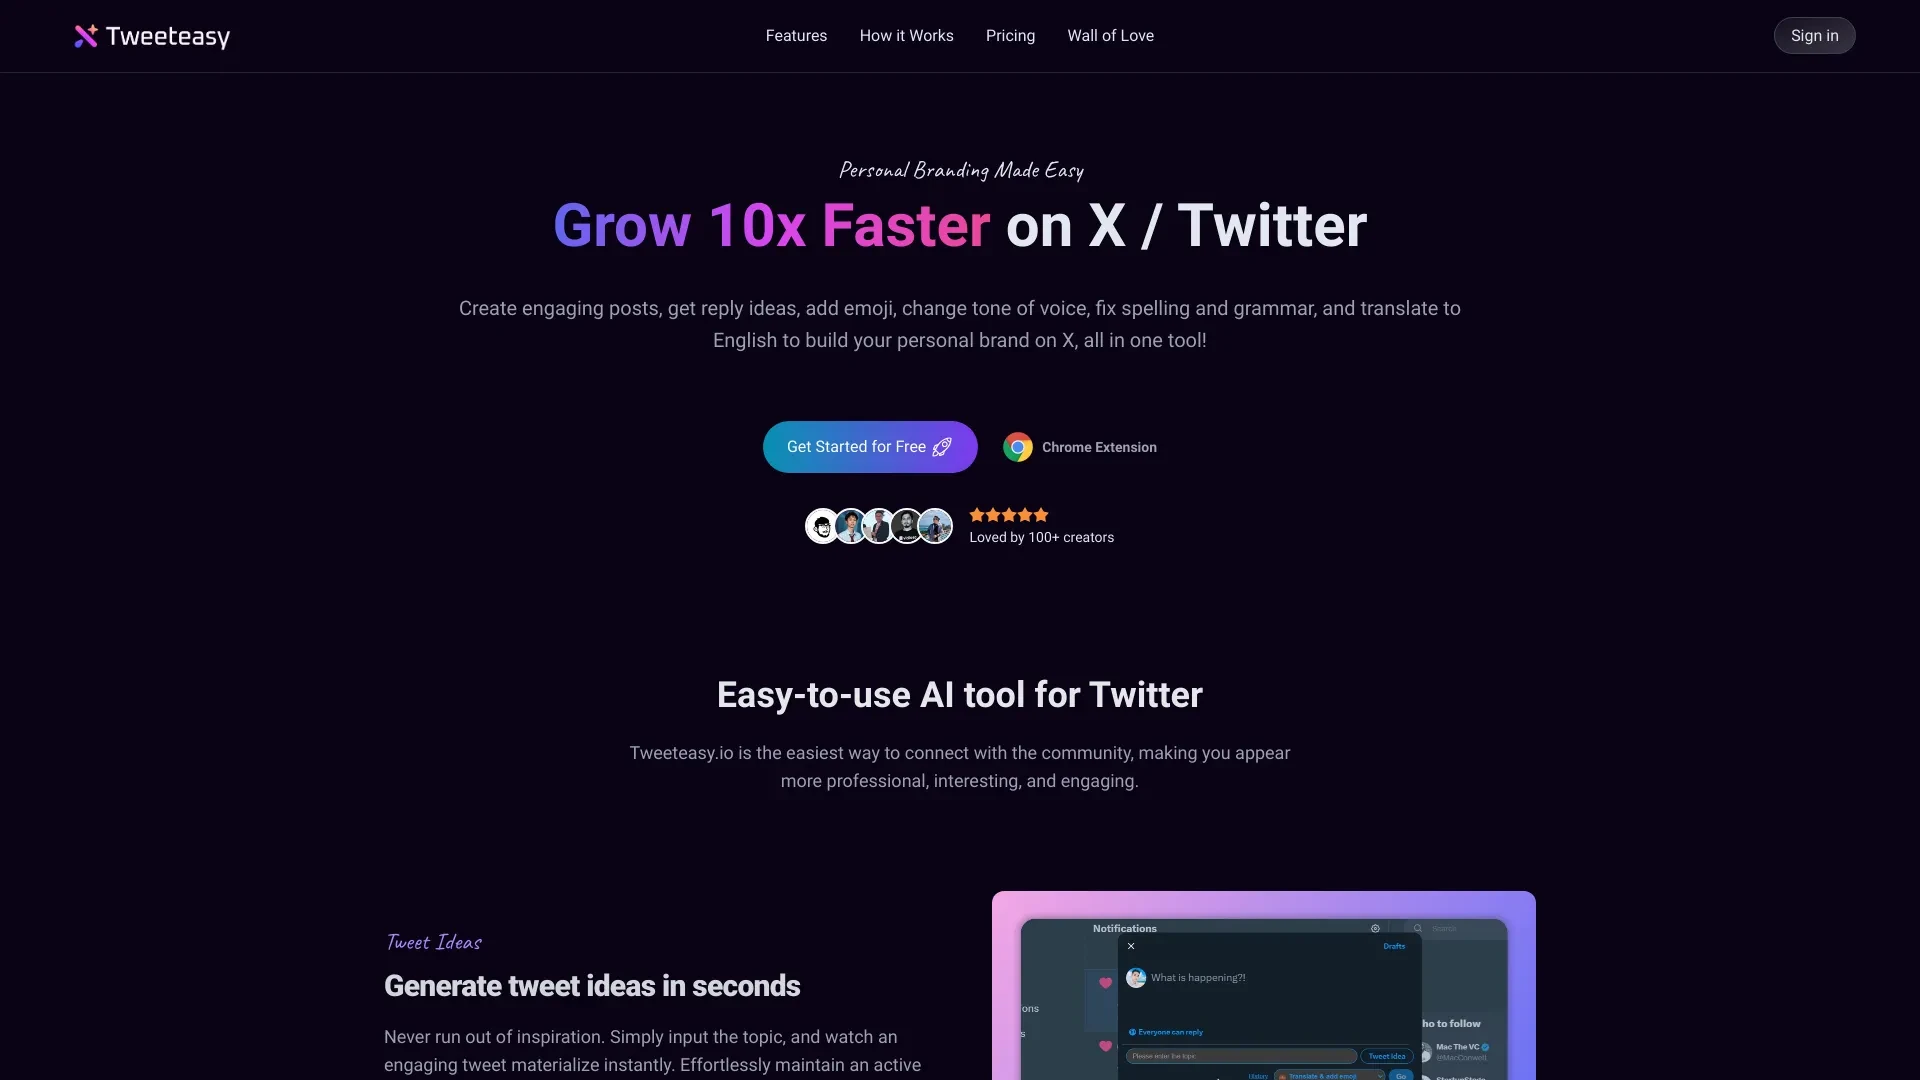 Tweeteasy
Features
How it Works
Pricing
Wall of Love
Sign in
Personal Branding Made Easy
Grow 10x Faster on X / Twitter
Create engaging posts, get reply ideas, add emoji, change tone of voice, fix spelling and grammar, and translate to
English to build your personal brand on X, all in one tool!
Get Started for Free
Chrome Extension
Loved by 100+ creators
Easy-to-use AI tool for Twitter
Tweeteasy.io is the easiest way to connect with the community, making you appear
more professional, interesting, and engaging.
Tweet Ideas
Generate tweet ideas in seconds
Never run out of inspiration. Simply input the topic, and watch an
engaging tweet materialize instantly. Effortlessly maintain an active
Notifications
Search
Drafts
What is happening?!
ons
s
Everyone can reply
ho to follow
Mac The VC
Please enter the topic
Tweet Idea
History
Translate & add emoji
Go